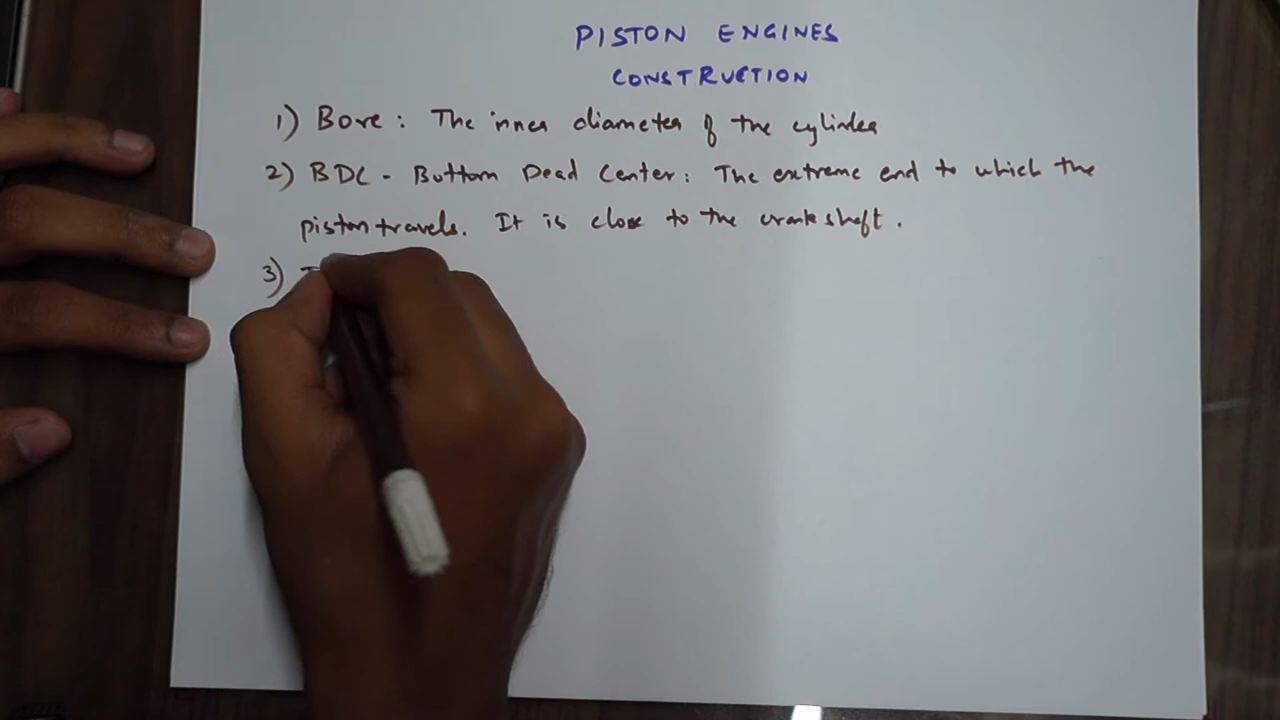 PISTON ENGINES
CONSTRUCTION
1) Bore : The inner diameter of the cylinder
2) BDC - Bottom Dead Center : The extreme end to which the
piston travels. It is close to the crankshaft.
3) T